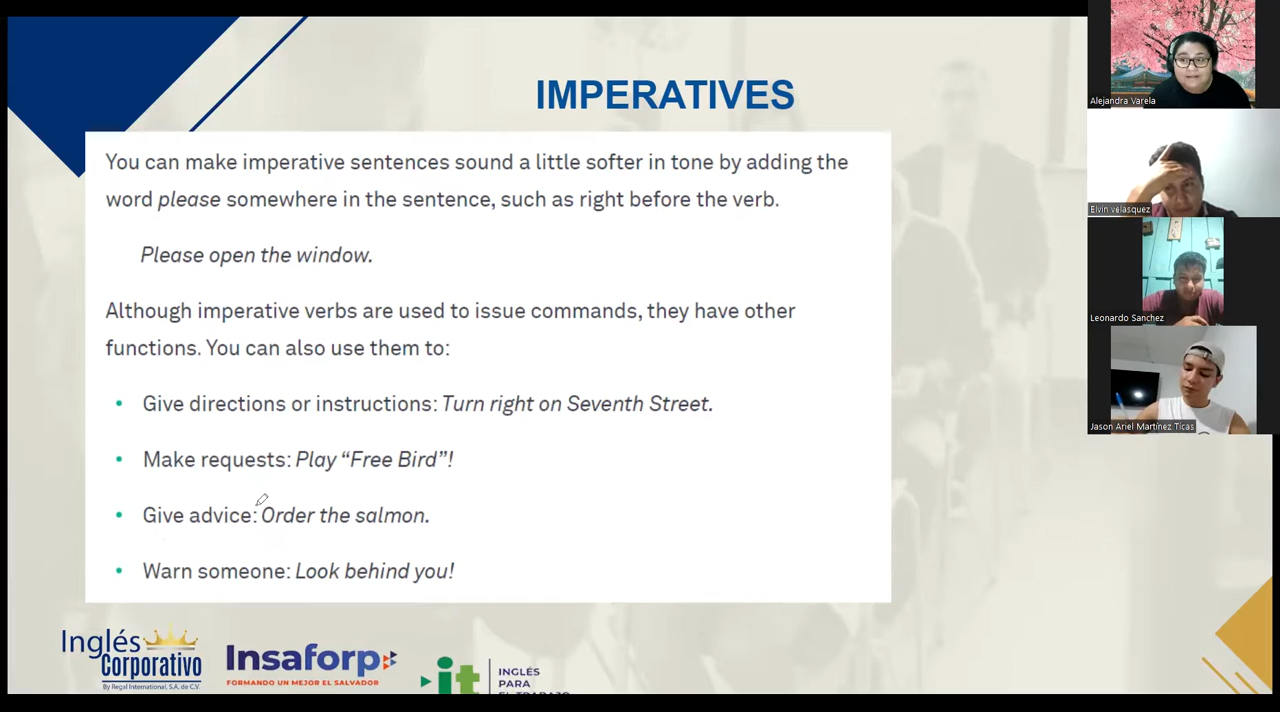 IMPERATIVES
You can make imperative sentences sound a little softer in tone by adding the
word please somewhere in the sentence, such as right before the verb.
Please open the window.
Although imperative verbs are used to issue commands, they have other
functions. You can also use them to:
• Give directions or instructions: Turn right on Seventh Street.
• Make requests: Play “Free Bird”!
• Give advice: Order the salmon.
• Warn someone: Look behind you!
Inglés
Corporativo
By Regal International, S.A. de C.V.
Insaforp
FORMANDO UN MEJOR EL SALVADOR
it
INGLÉS
PARA
EL TRABAJO
Alejandra Varela
Elvin velasquez
Leonardo Sanchez
Jason Ariel Martínez Ticas